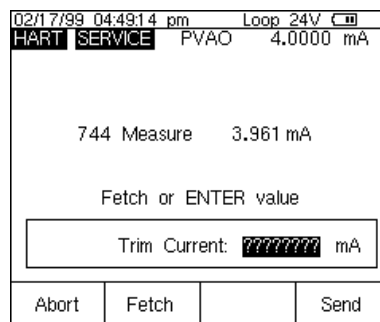 02/17/99 04:49:14 pm Loop 24V
HART SERVICE PVAO 4.0000 mA
744 Measure 3.961 mA
Fetch or ENTER value
Trim Current: ???????? mA
Abort Fetch Send